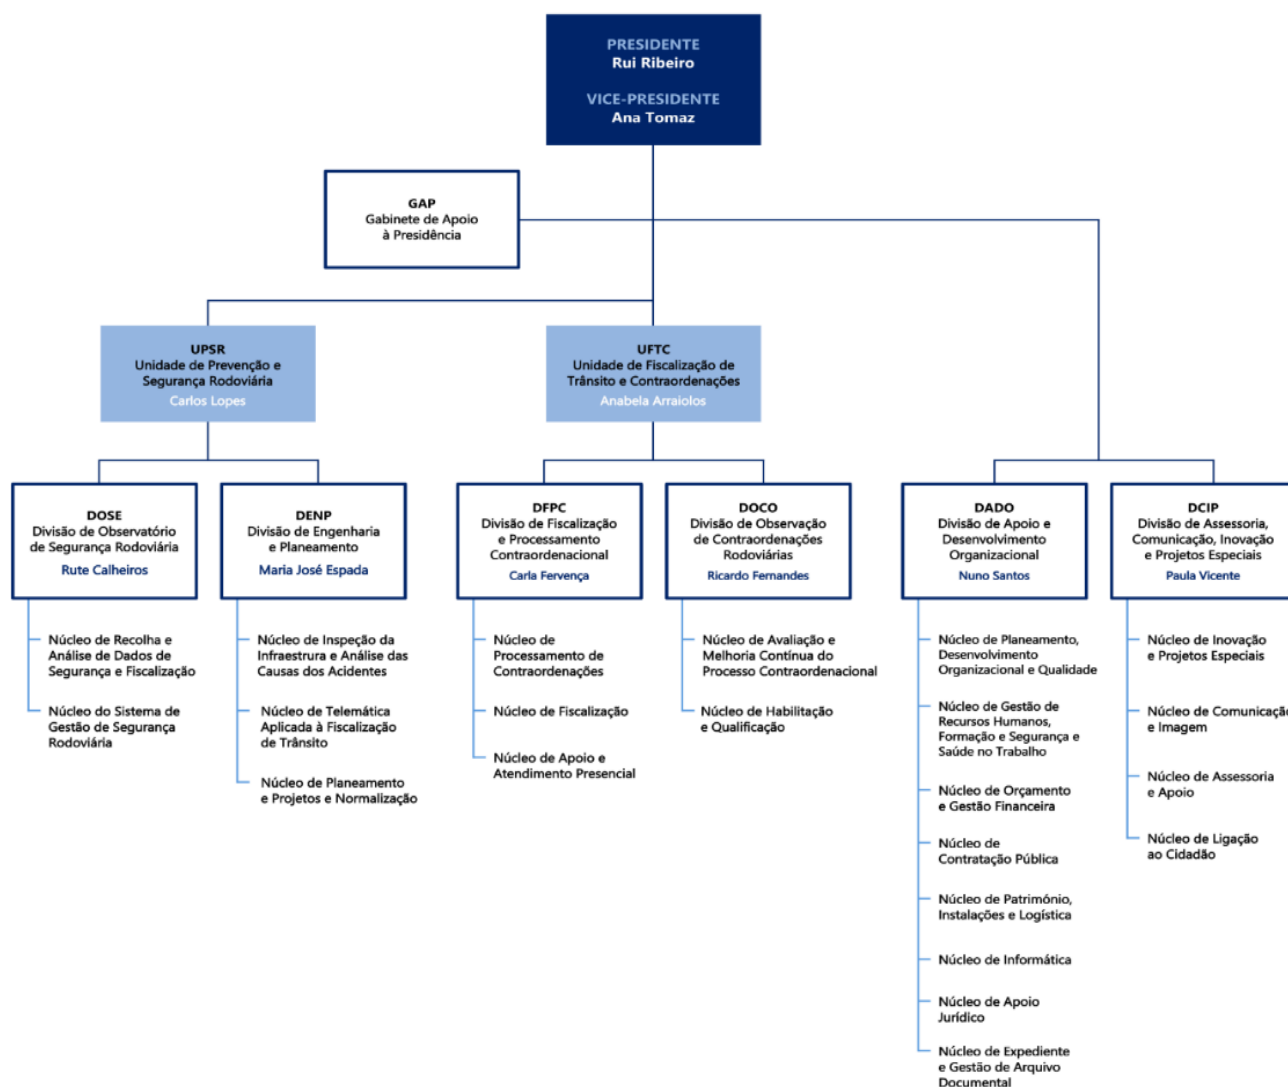 PRESIDENTE
Rui Ribeiro
VICE-PRESIDENTE
Ana Tomaz
GAP
Gabinete de Apoio
à Presidência
UPSR
Unidade de Prevenção e
Segurança Rodoviária
Carlos Lopes
UFTC
Unidade de Fiscalização de
Trânsito e Contraordenações
Anabela Arraiolos
DOSE
Divisão de Observatório
de Segurança Rodoviária
Rute Calheiros
DENP
Divisão de Engenharia
e Planeamento
Maria José Espada
DFPC
Divisão de Fiscalização
e Processamento
Contraordenacional
Carla Fervença
DOCO
Divisão de Observação
de Contraordenações
Rodoviárias
Ricardo Fernandes
DADO
Divisão de Apoio e
Desenvolvimento
Organizacional
Nuno Santos
DCIP
Divisão de Assessoria,
Comunicação, Inovação
e Projetos Especiais
Paula Vicente
Núcleo de Recolha e
Análise de Dados de
Segurança e Fiscalização
Núcleo do Sistema de
Gestão de Segurança
Rodoviária
Núcleo de Inspeção da
Infraestrura e Análise das
Causas dos Acidentes
Núcleo de Telemática
Aplicada à Fiscalização
de Trânsito
Núcleo de Planeamento
e Projetos e Normalização
Núcleo de
Processamento de
Contraordenações
Núcleo de Fiscalização
Núcleo de Apoio e
Atendimento Presencial
Núcleo de Avaliação e
Melhoria Contínua do
Processo Contraordenacional
Núcleo de Habilitação
e Qualificação
Núcleo de Planeamento,
Desenvolvimento
Organizacional e Qualidade
Núcleo de Gestão de
Recursos Humanos,
Formação e Segurança e
Saúde no Trabalho
Núcleo de Orçamento
e Gestão Financeira
Núcleo de
Contratação Pública
Núcleo de Património,
Instalações e Logística
Núcleo de Informática
Núcleo de Apoio
Jurídico
Núcleo de Expediente
e Gestão de Arquivo
Documental
Núcleo de Inovação
e Projetos Especiais
Núcleo de Comunicação
e Imagem
Núcleo de Assessoria
e Apoio
Núcleo de Ligação
ao Cidadão